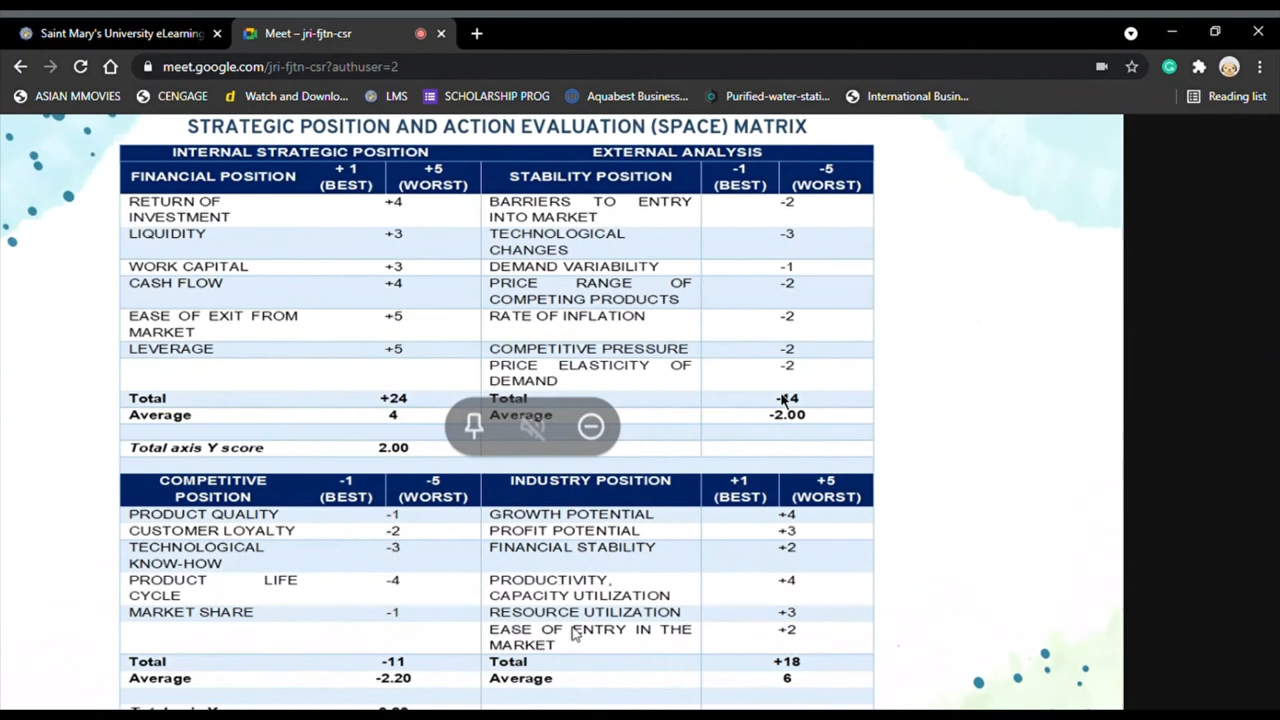 Saint Mary's University eLearning
Meet – jri-fjtn-csr
meet.google.com/jri-fjtn-csr?authuser=2
ASIAN MMOVIES
CENGAGE
Watch and Downlo...
LMS
SCHOLARSHIP PROG
Aquabest Business...
Purified-water-stati...
International Busin...
Reading list
STRATEGIC POSITION AND ACTION EVALUATION (SPACE) MATRIX
INTERNAL STRATEGIC POSITION EXTERNAL ANALYSIS
FINANCIAL POSITION + 1 (BEST) +5 (WORST) STABILITY POSITION -1 (BEST) -5 (WORST)
RETURN OF INVESTMENT +4 BARRIERS TO ENTRY INTO MARKET -2
LIQUIDITY +3 TECHNOLOGICAL CHANGES -3
WORK CAPITAL +3 DEMAND VARIABILITY -1
CASH FLOW +4 PRICE RANGE OF COMPETING PRODUCTS -2
EASE OF EXIT FROM MARKET +5 RATE OF INFLATION -2
LEVERAGE +5 COMPETITIVE PRESSURE -2
PRICE ELASTICITY OF DEMAND -2
Total +24 Total -14
Average 4 Average -2.00
Total axis Y score 2.00
COMPETITIVE POSITION -1 (BEST) -5 (WORST) INDUSTRY POSITION +1 (BEST) +5 (WORST)
PRODUCT QUALITY -1 GROWTH POTENTIAL +4
CUSTOMER LOYALTY -2 PROFIT POTENTIAL +3
TECHNOLOGICAL KNOW-HOW -3 FINANCIAL STABILITY +2
PRODUCT LIFE CYCLE -4 PRODUCTIVITY, CAPACITY UTILIZATION +4
MARKET SHARE -1 RESOURCE UTILIZATION +3
EASE OF ENTRY IN THE MARKET +2
Total -11 Total +18
Average -2.20 Average 6